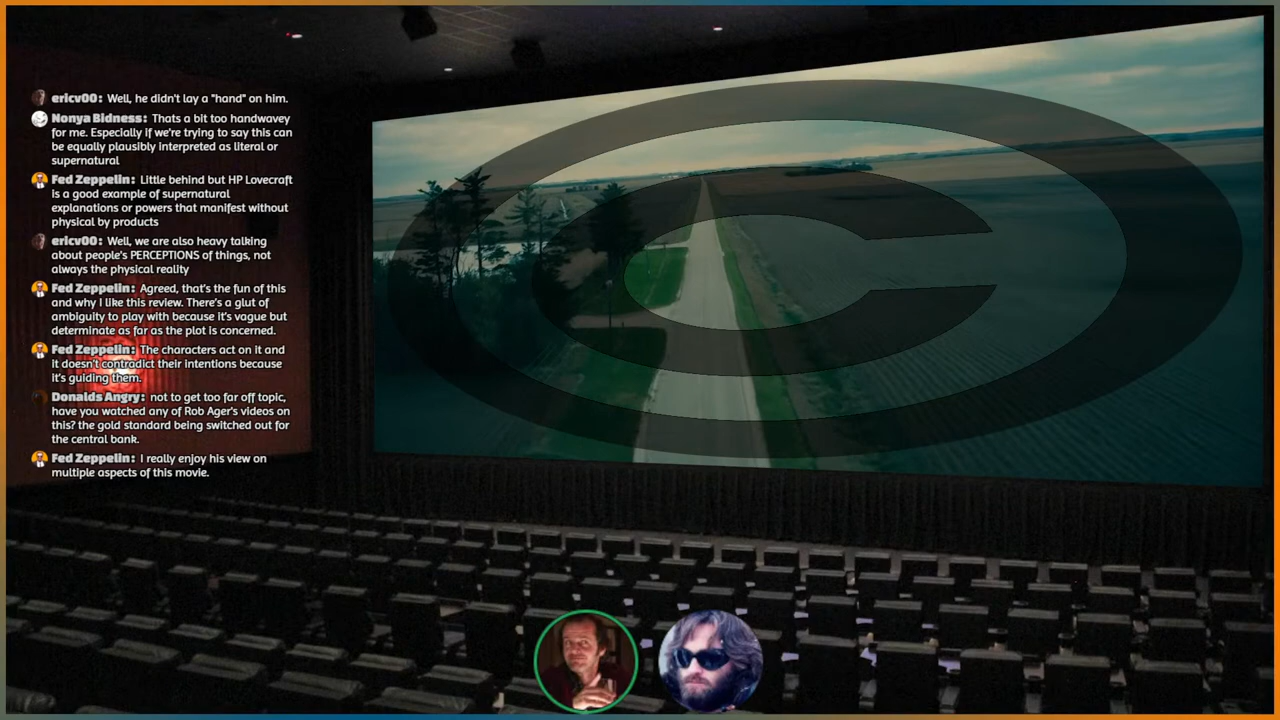 ericv00: Well, he didn't lay a "hand" on him.
Nonya Bidness: Thats a bit too handwavey
for me. Especially if we're trying to say this can
be equally plausibly interpreted as literal or
supernatural
Fed Zeppelin: Little behind but HP Lovecraft
is a good example of supernatural
explanations or powers that manifest without
physical by products
ericv00: Well, we are also heavy talking
about people's PERCEPTIONS of things, not
always the physical reality
Fed Zeppelin: Agreed, that's the fun of this
and why I like this review. There's a glut of
ambiguity to play with because it's vague but
determinate as far as the plot is concerned.
Fed Zeppelin: The characters act on it and
it doesn't contradict their intentions because
it's guiding them.
Donalds Angry: not to get too far off topic,
have you watched any of Rob Ager's videos on
this? the gold standard being switched out for
the central bank.
Fed Zeppelin: I really enjoy his view on
multiple aspects of this movie.